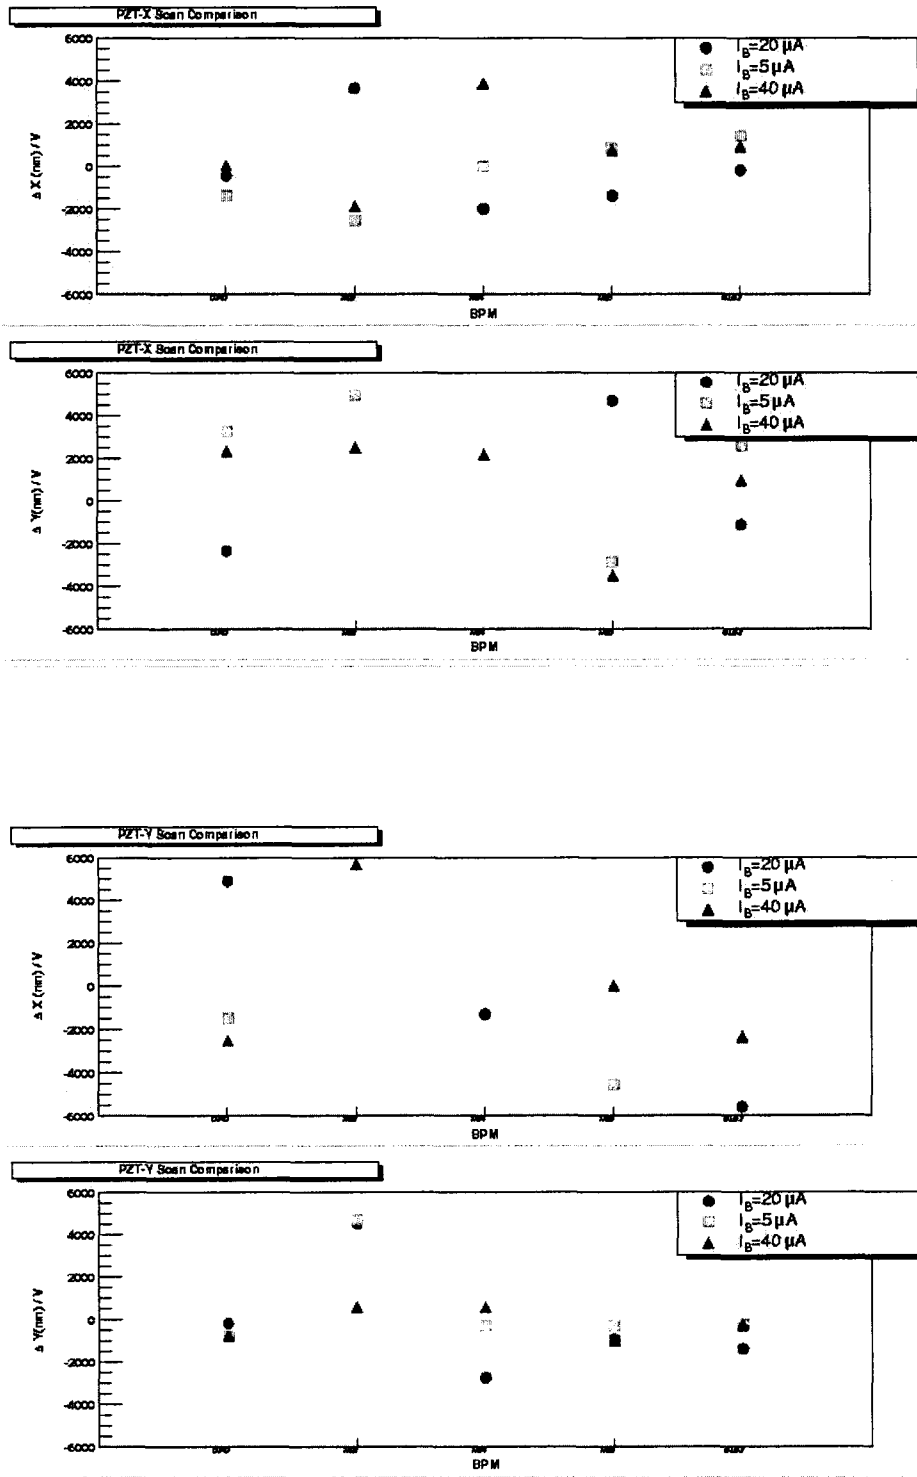 PZT-X Scan Comparison
I_B=20 μA
I_B=5 μA
I_B=40 μA
6000
4000
2000
0
-2000
-4000
-6000
Δ X (nm) / V
BPM
PZT-X Scan Comparison
I_B=20 μA
I_B=5 μA
I_B=40 μA
6000
4000
2000
0
-2000
-4000
-6000
Δ Y(nm) / V
BPM
PZT-Y Scan Comparison
I_B=20 μA
I_B=5 μA
I_B=40 μA
6000
4000
2000
0
-2000
-4000
-6000
Δ X (nm) / V
BPM
PZT-Y Scan Comparison
I_B=20 μA
I_B=5 μA
I_B=40 μA
6000
4000
2000
0
-2000
-4000
-6000
Δ Y(nm) / V
BPM